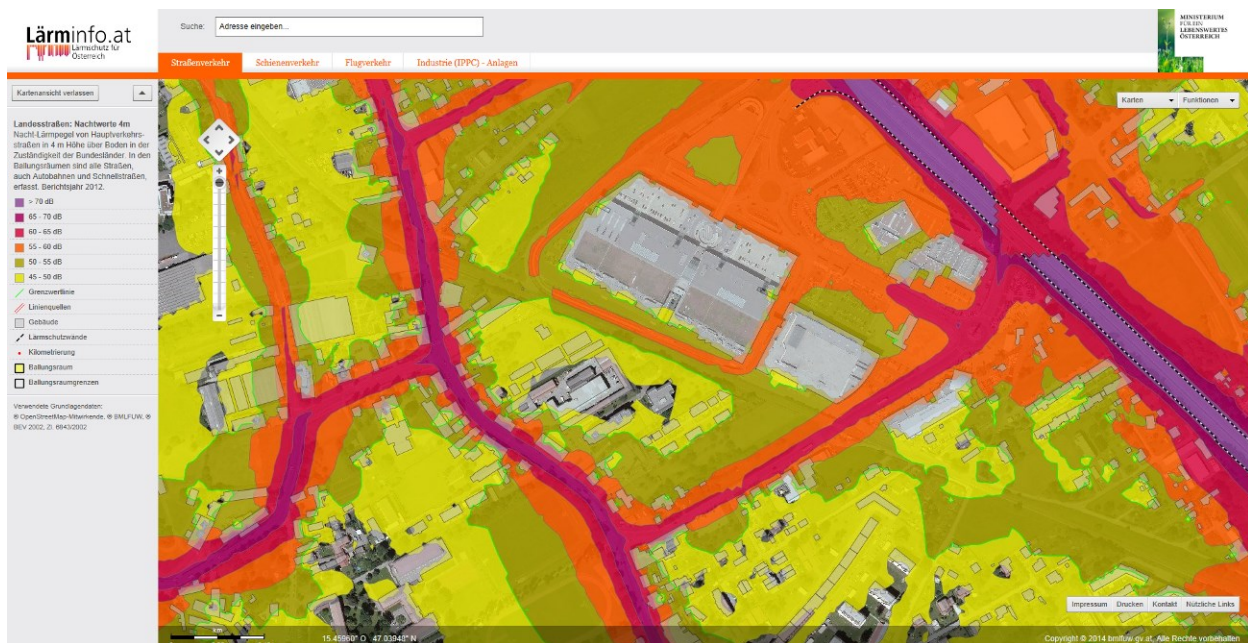 Lärminfo.at
Lärmschutz für
Österreich
Suche: Adresse eingeben...
MINISTERIUM
FÜR EIN
LEBENSWERTES
ÖSTERREICH
Straßenverkehr Schienenverkehr Flugverkehr Industrie (IPPC) - Anlagen
Kartenansicht verlassen
Karten Funktionen
Landesstraßen: Nachtwerte 4m
Nacht-Lärmpegel von Hauptverkehrs-
straßen in 4 m Höhe über Boden in der
Zuständigkeit der Bundesländer. In den
Ballungsräumen sind alle Straßen,
auch Autobahnen und Schnellstraßen,
erfasst. Berichtsjahr 2012.
> 70 dB
65 - 70 dB
60 - 65 dB
55 - 60 dB
50 - 55 dB
45 - 50 dB
Grenzwertlinie
Linienquellen
Gebäude
Lärmschutzwände
Kilometrierung
Ballungsraum
Ballungsraumgrenzen
Verwendete Grundlagendaten:
© OpenStreetMap-Mitwirkende, © BMLFUW, ©
BEV 2002, Zl. 6943/2002
Impressum Drucken Kontakt Nützliche Links
km
15.45960° O 47.03948° N
Copyright © 2014 bmlfuw.gv.at. Alle Rechte vorbehalten